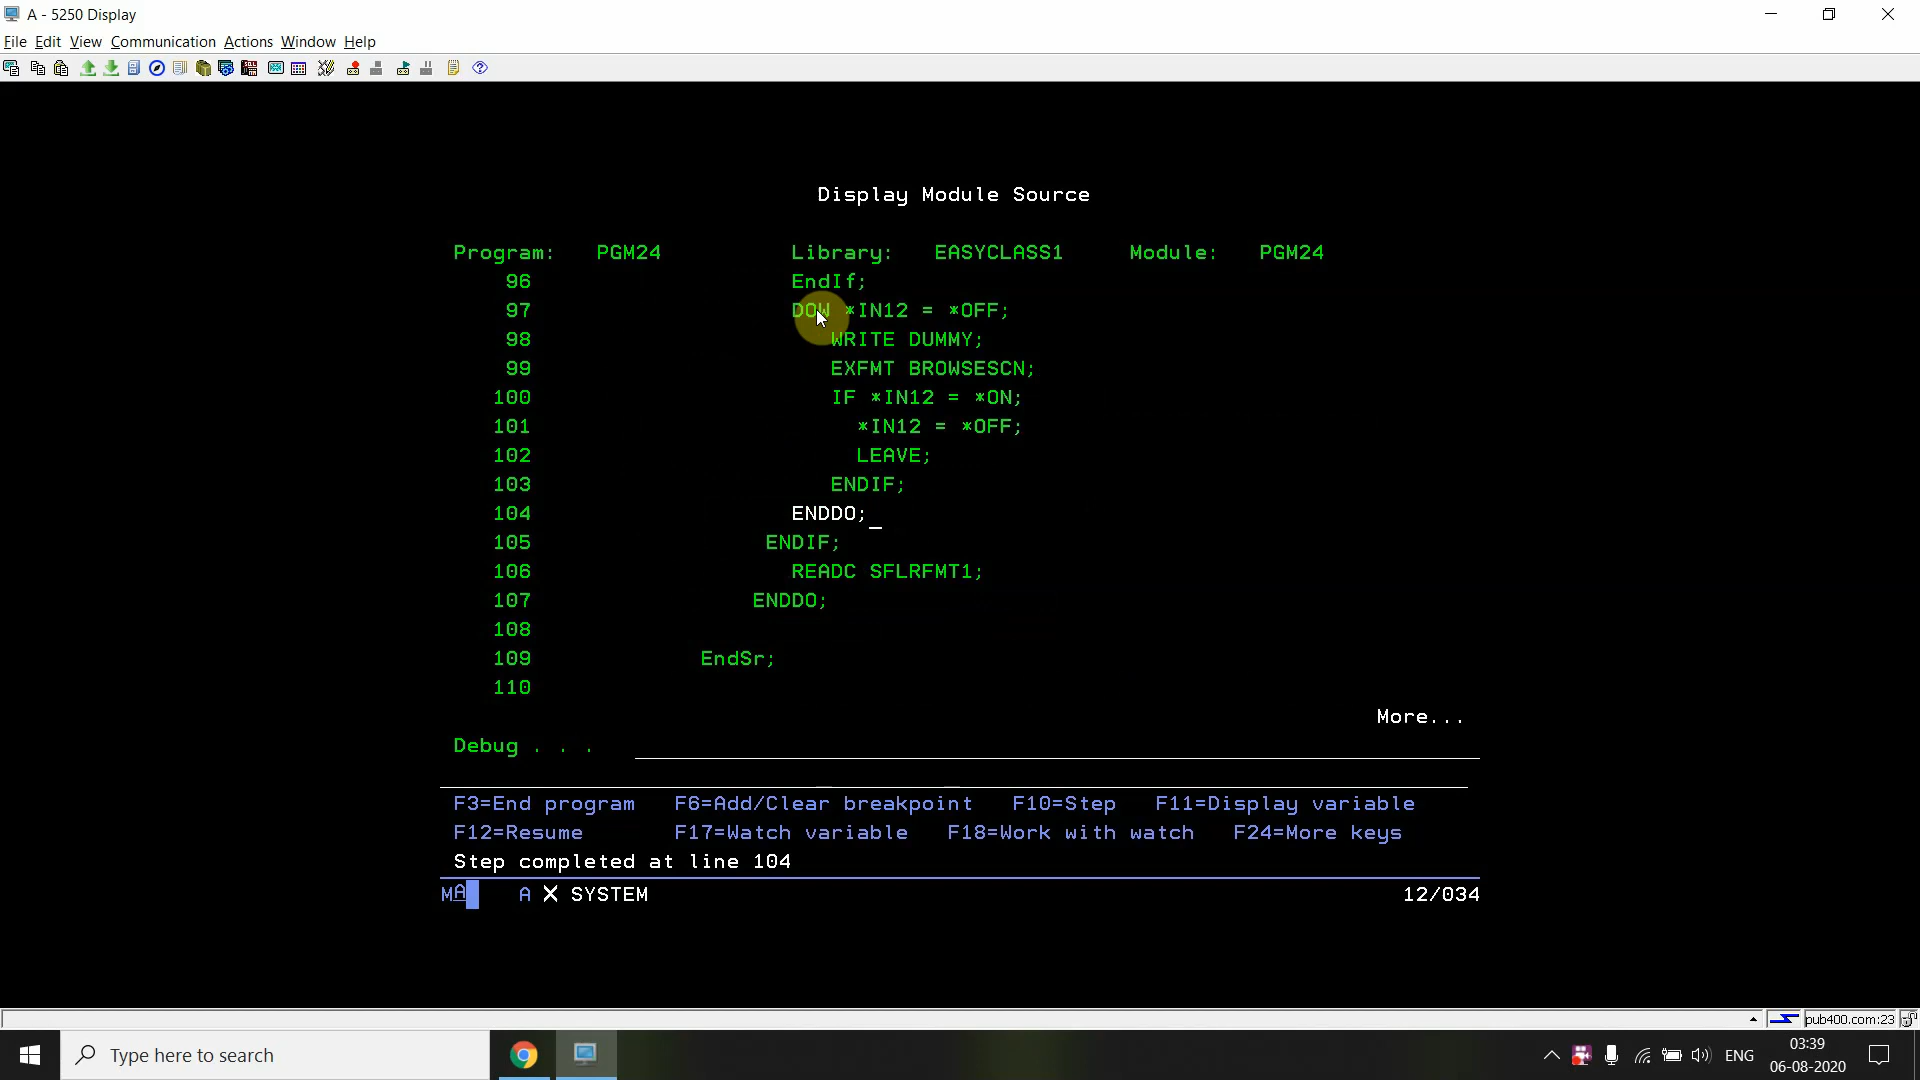 A - 5250 Display
File Edit View Communication Actions Window Help
Display Module Source
Program: PGM24 Library: EASYCLASS1 Module: PGM24
96 EndIf;
97 DOW *IN12 = *OFF;
98 WRITE DUMMY;
99 EXFMT BROWSESCN;
100 IF *IN12 = *ON;
101 *IN12 = *OFF;
102 LEAVE;
103 ENDIF;
104 ENDDO;
105 ENDIF;
106 READC SFLRFMT1;
107 ENDDO;
108
109 EndSr;
110
More...
Debug . . .
F3=End program F6=Add/Clear breakpoint F10=Step F11=Display variable
F12=Resume F17=Watch variable F18=Work with watch F24=More keys
Step completed at line 104
MA A X SYSTEM 12/034
pub400.com:23
Type here to search
ENG
03:39
06-08-2020